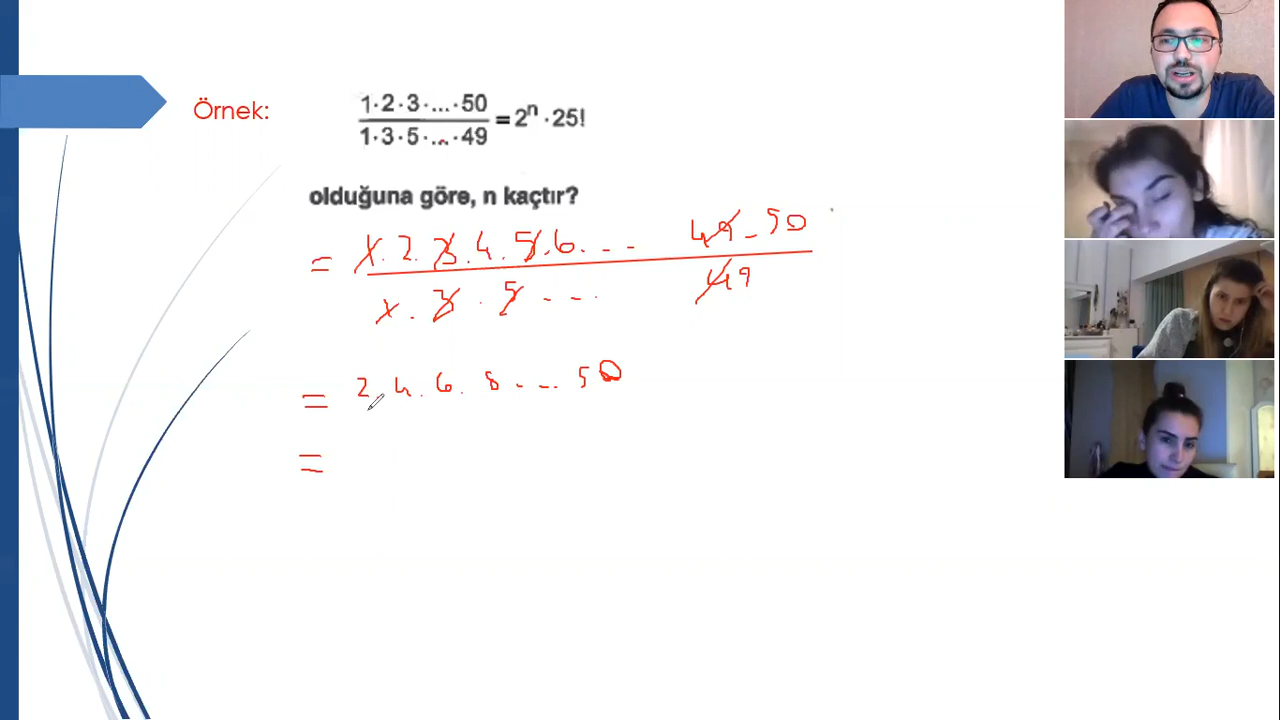 Örnek:
1·2·3·...·50
1·3·5·...·49
=2ⁿ·25!
olduğuna göre, n kaçtır?
= 1.2.3.4.5.6.... 49.50
1.3.5.... 49
= 2.4.6.8....50
=